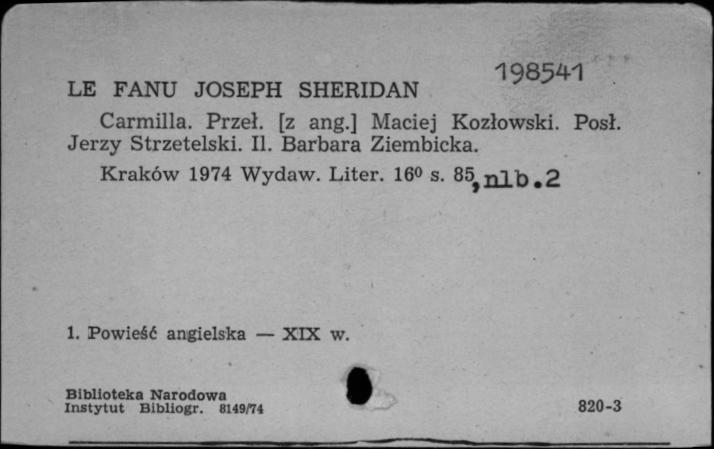 198541
LE FANU JOSEPH SHERIDAN
Carmilla. Przeł. [z ang.] Maciej Kozłowski. Posł.
Jerzy Strzetelski. Il. Barbara Ziembicka.
Kraków 1974 Wydaw. Liter. 16⁰ s. 85, nlb.2
1. Powieść angielska — XIX w.
Biblioteka Narodowa
Instytut Bibliogr. 8149/74
820-3